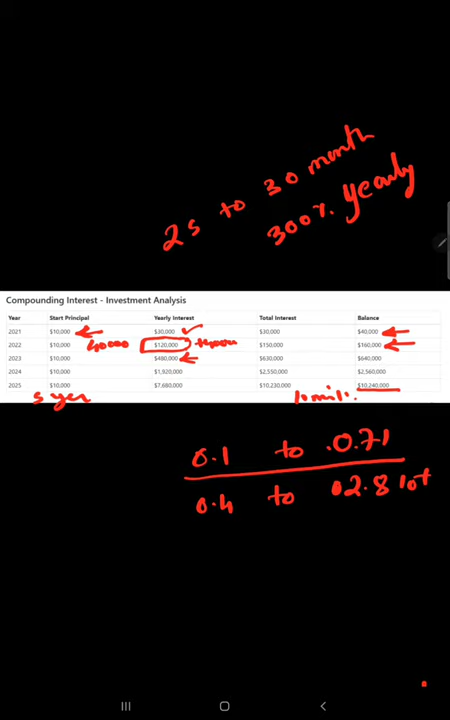 25 to 30 month
300% yearly
Compounding Interest - Investment Analysis
Year Start Principal Yearly Interest Total Interest Balance
2021 $10,000 $30,000 $30,000 $40,000
2022 $10,000 40000 $120,000 $150,000 $160,000
2023 $10,000 $480,000 $630,000 $640,000
2024 $10,000 $1,920,000 $2,550,000 $2,560,000
2025 $10,000 $7,680,000 $10,230,000 $10,240,000
5 year
0.1 to .0.71
0.4 to 02.8 lot